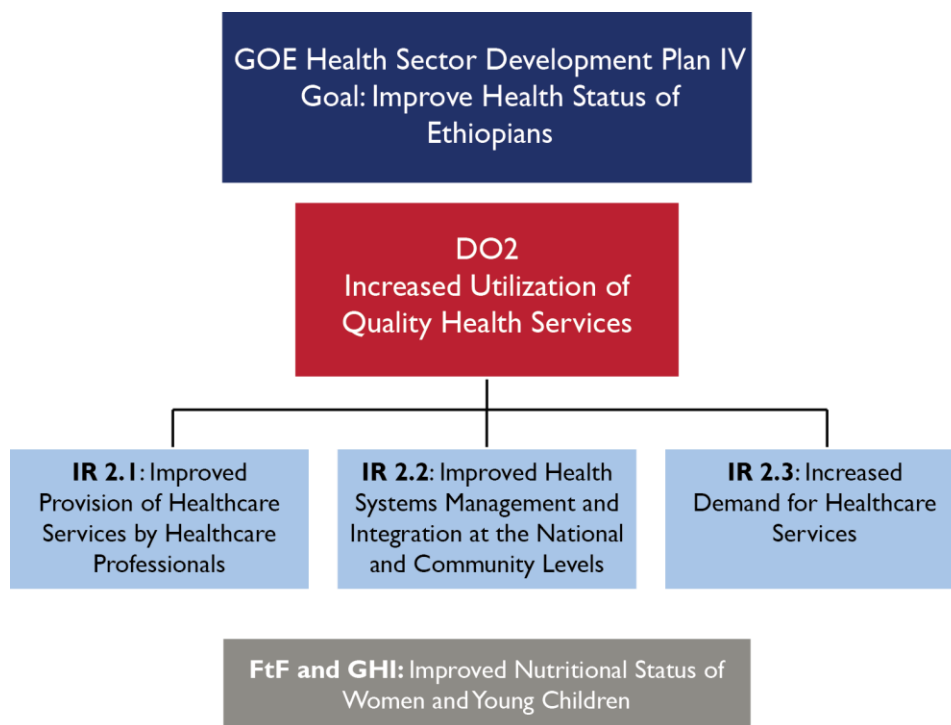 GOE Health Sector Development Plan IV
Goal: Improve Health Status of
Ethiopians
DO2
Increased Utilization of
Quality Health Services
IR 2.1: Improved
Provision of Healthcare
Services by Healthcare
Professionals
IR 2.2: Improved Health
Systems Management and
Integration at the National
and Community Levels
IR 2.3: Increased
Demand for Healthcare
Services
FtF and GHI: Improved Nutritional Status of
Women and Young Children